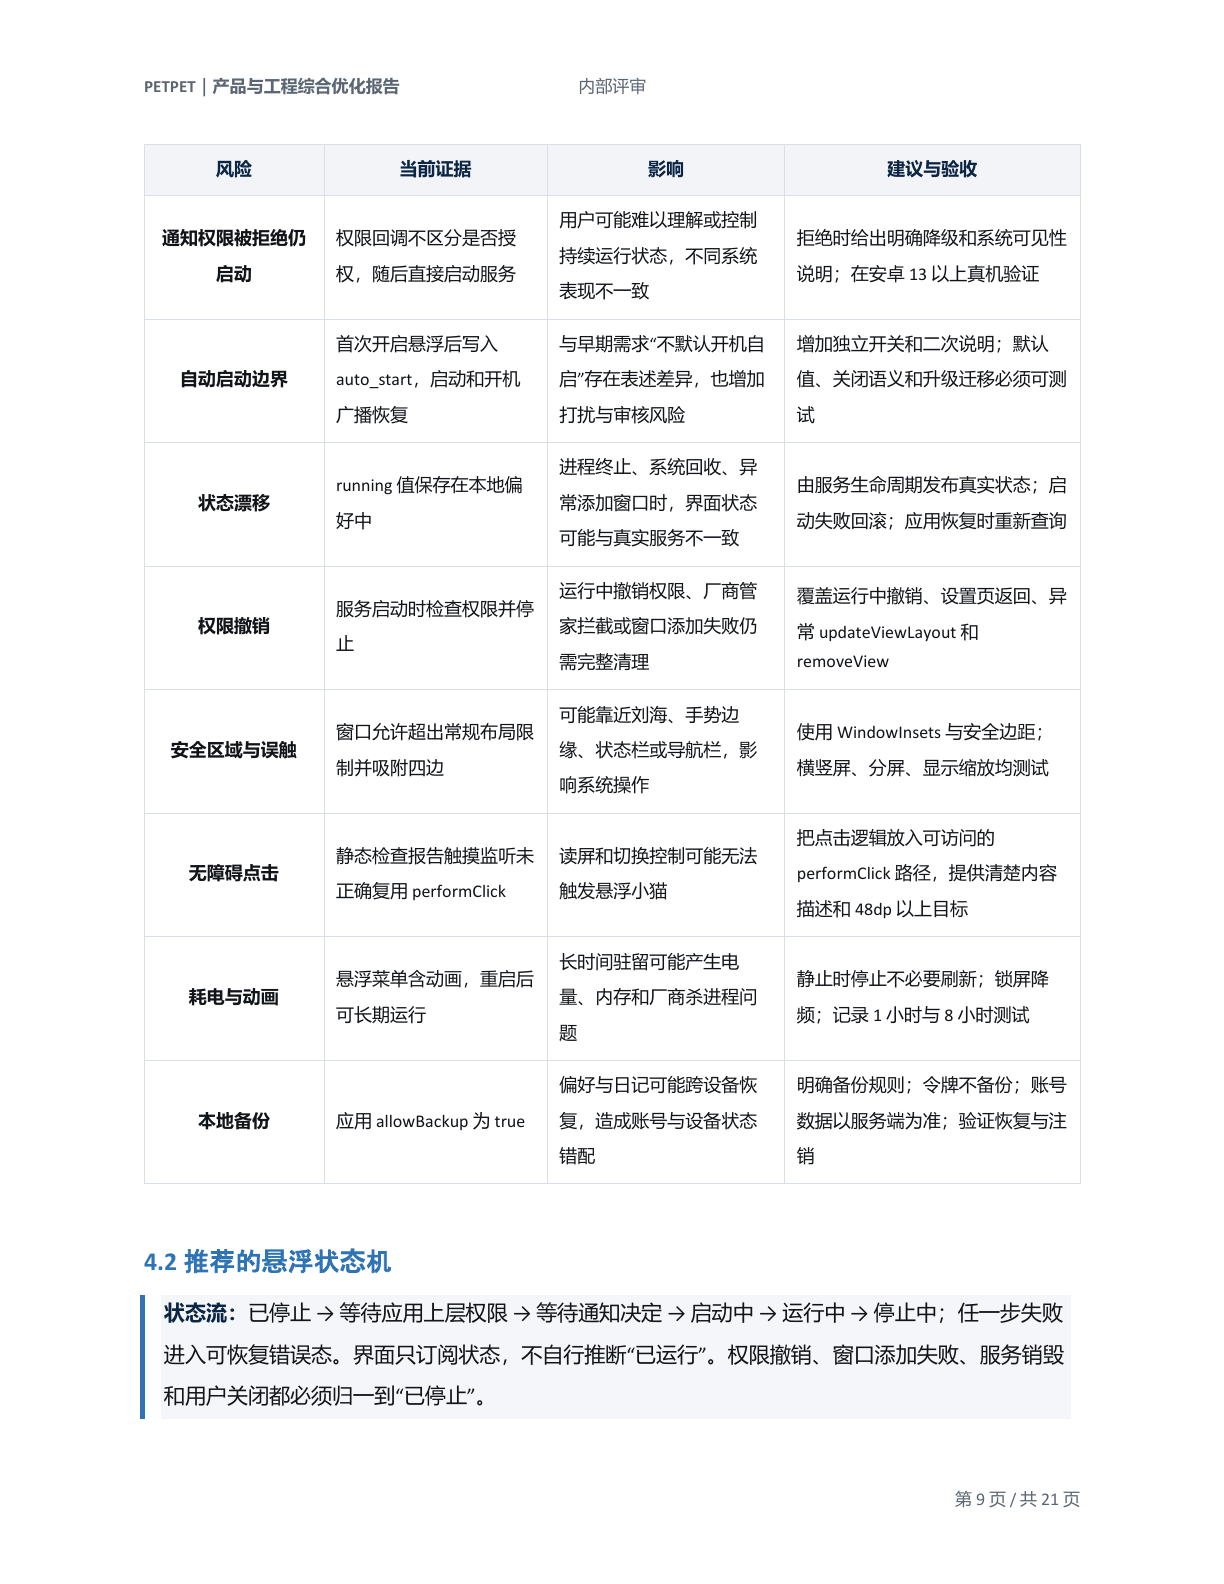 PETPET | 产品与工程综合优化报告
内部评审
风险
当前证据
影响
建议与验收
通知权限被拒绝仍
启动
权限回调不区分是否授
权，随后直接启动服务
用户可能难以理解或控制
持续运行状态，不同系统
表现不一致
拒绝时给出明确降级和系统可见性
说明；在安卓 13 以上真机验证
自动启动边界
首次开启悬浮后写入
auto_start，启动和开机
广播恢复
与早期需求“不默认开机自
启”存在表述差异，也增加
打扰与审核风险
增加独立开关和二次说明；默认
值、关闭语义和升级迁移必须可测
试
状态漂移
running 值保存在本地偏
好中
进程终止、系统回收、异
常添加窗口时，界面状态
可能与真实服务不一致
由服务生命周期发布真实状态；启
动失败回滚；应用恢复时重新查询
权限撤销
服务启动时检查权限并停
止
运行中撤销权限、厂商管
家拦截或窗口添加失败仍
需完整清理
覆盖运行中撤销、设置页返回、异
常 updateViewLayout 和
removeView
安全区域与误触
窗口允许超出常规布局限
制并吸附四边
可能靠近刘海、手势边
缘、状态栏或导航栏，影
响系统操作
使用 WindowInsets 与安全边距；
横竖屏、分屏、显示缩放均测试
无障碍点击
静态检查报告触摸监听未
正确复用 performClick
读屏和切换控制可能无法
触发悬浮小猫
把点击逻辑放入可访问的
performClick 路径，提供清楚内容
描述和 48dp 以上目标
耗电与动画
悬浮菜单含动画，重启后
可长期运行
长时间驻留可能产生电
量、内存和厂商杀进程问
题
静止时停止不必要刷新；锁屏降
频；记录 1 小时与 8 小时测试
本地备份
应用 allowBackup 为 true
偏好与日记可能跨设备恢
复，造成账号与设备状态
错配
明确备份规则；令牌不备份；账号
数据以服务端为准；验证恢复与注
销
4.2 推荐的悬浮状态机
状态流：已停止 → 等待应用上层权限 → 等待通知决定 → 启动中 → 运行中 → 停止中；任一步失败
进入可恢复错误态。界面只订阅状态，不自行推断“已运行”。权限撤销、窗口添加失败、服务销毁
和用户关闭都必须归一到“已停止”。
第 9 页 / 共 21 页